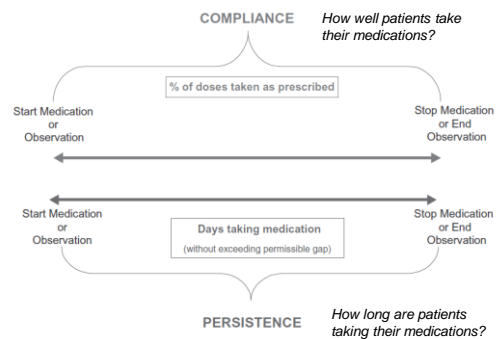 COMPLIANCE
How well patients take
their medications?
% of doses taken as prescribed
Start Medication
or
Observation
Stop Medication
or End
Observation
Start Medication
or
Observation
Days taking medication
(without exceeding permissible gap)
Stop Medication
or End
Observation
PERSISTENCE
How long are patients
taking their medications?